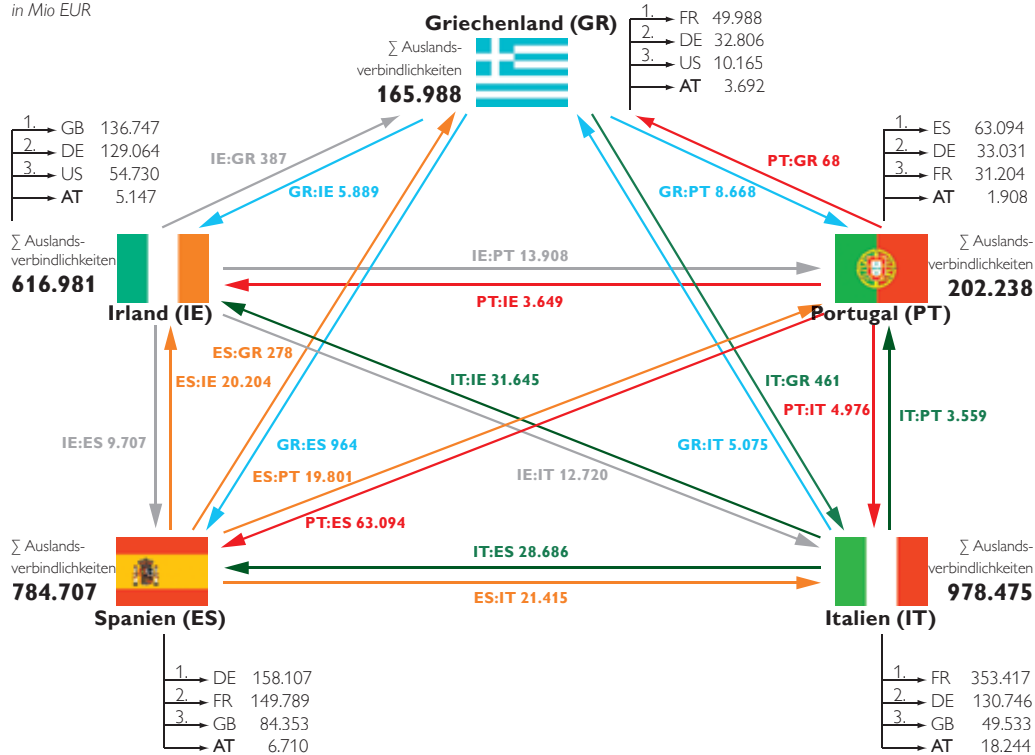 in Mio EUR
Griechenland (GR)
∑ Auslands-
verbindlichkeiten
165.988
1. FR 49.988
2. DE 32.806
3. US 10.165
AT 3.692
1. GB 136.747
2. DE 129.064
3. US 54.730
AT 5.147
1. ES 63.094
2. DE 33.031
3. FR 31.204
AT 1.908
IE:GR 387
GR:IE 5.889
PT:GR 68
GR:PT 8.668
∑ Auslands-
verbindlichkeiten
616.981
Irland (IE)
∑ Auslands-
verbindlichkeiten
202.238
Portugal (PT)
IE:PT 13.908
PT:IE 3.649
ES:GR 278
ES:IE 20.204
IT:IE 31.645
IT:GR 461
PT:IT 4.976
IT:PT 3.559
IE:ES 9.707
GR:ES 964
GR:IT 5.075
ES:PT 19.801
IE:IT 12.720
PT:ES 63.094
IT:ES 28.686
ES:IT 21.415
∑ Auslands-
verbindlichkeiten
784.707
Spanien (ES)
∑ Auslands-
verbindlichkeiten
978.475
Italien (IT)
1. DE 158.107
2. FR 149.789
3. GB 84.353
AT 6.710
1. FR 353.417
2. DE 130.746
3. GB 49.533
AT 18.244